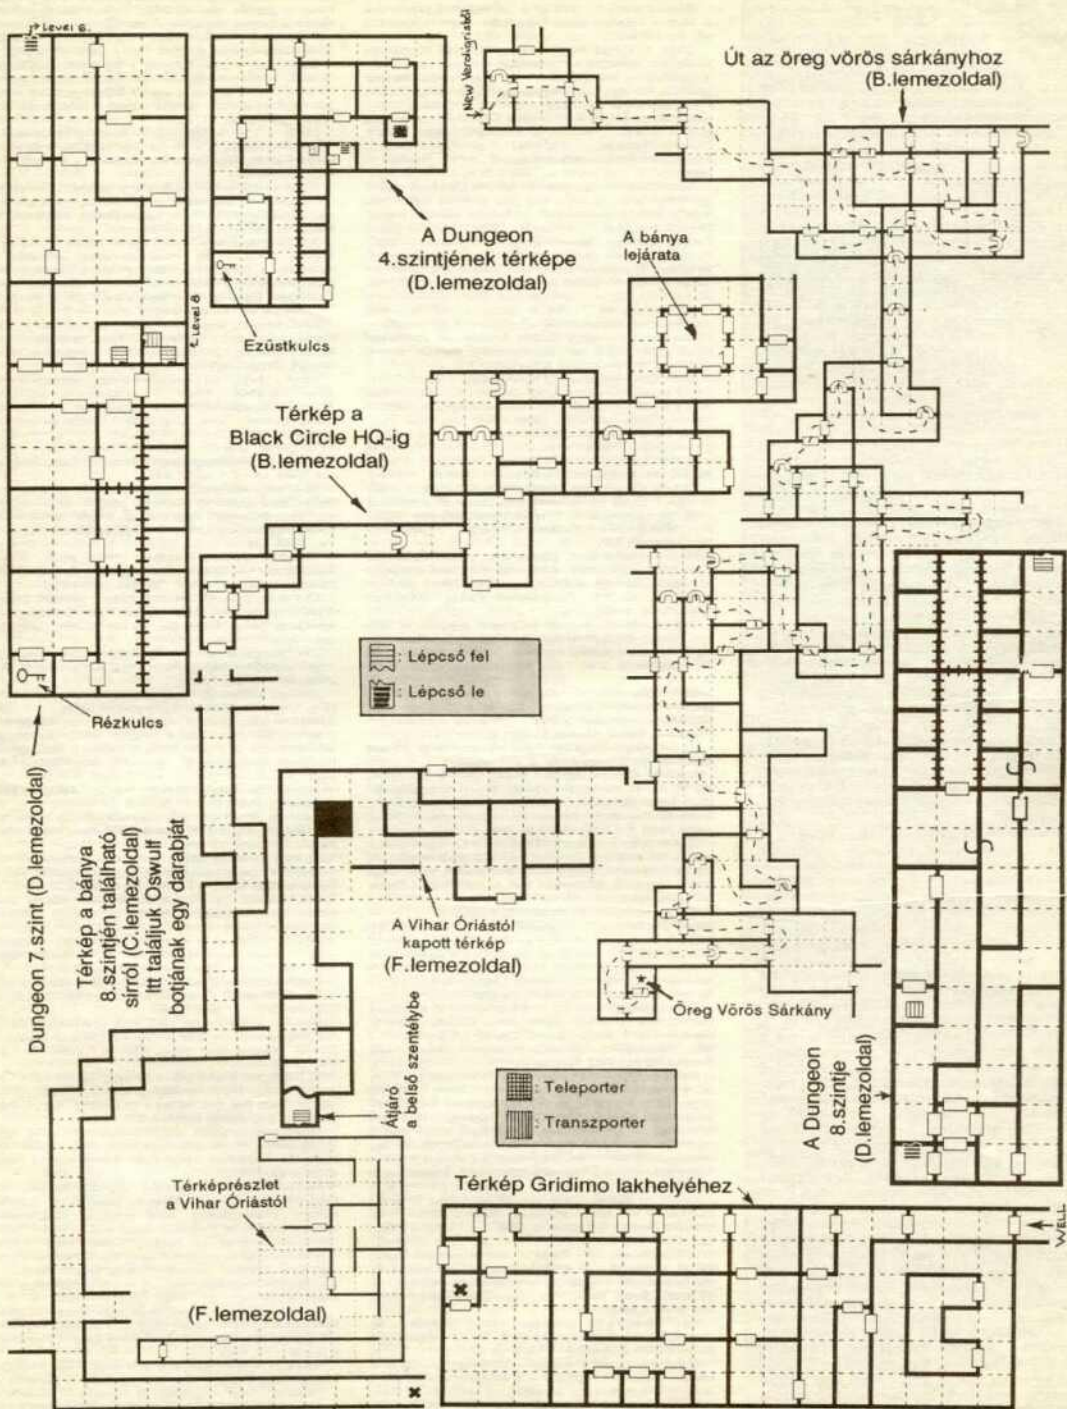 Level 6.
New Verdigrisből
Út az öreg vörös sárkányhoz
(B.lemezoldal)
A Dungeon
4.szintjének térképe
(D.lemezoldal)
A bánya
lejárata
Level 8
Ezüstkulcs
Térkép a
Black Circle HQ-ig
(B.lemezoldal)
: Lépcső fel
: Lépcső le
Rézkulcs
Dungeon 7.szint (D.lemezoldal)
Térkép a bánya
8.szintjén található
sírról (C.lemezoldal)
Itt találjuk Oswulf
botjának egy darabját
A Vihar Óriástól
kapott térkép
(F.lemezoldal)
Öreg Vörös Sárkány
Átjáró
a belső szentélybe
: Teleporter
: Transzporter
A Dungeon
8.szintje
(D.lemezoldal)
Térképrészlet
a Vihar Óriástól
(F.lemezoldal)
Térkép Gridimo lakhelyéhez
WELL